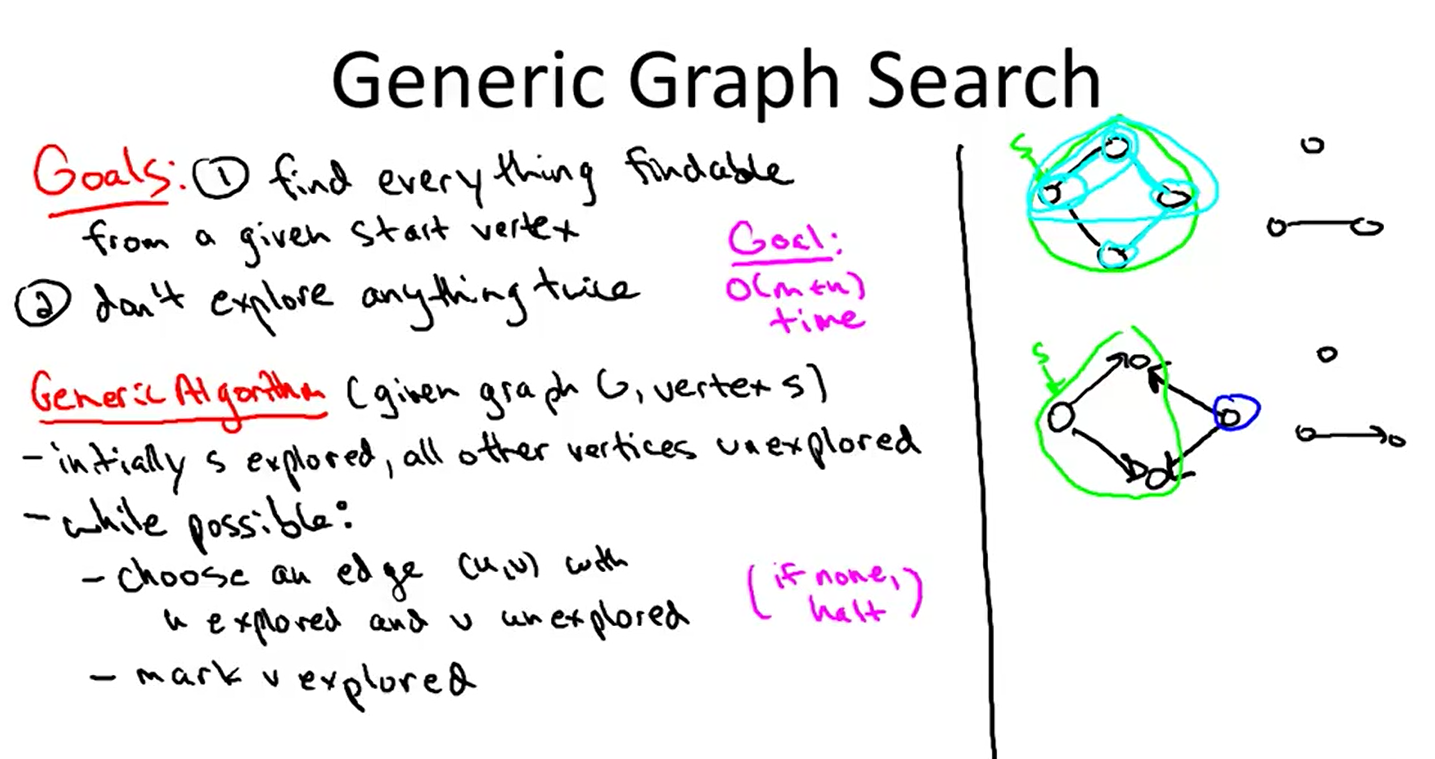 Generic Graph Search
Goals: ① find everything findable
from a given start vertex
② don't explore anything twice
Goal:
O(m+n)
time
Generic Algorithm (given graph G, vertex s)
- initially s explored, all other vertices unexplored
- while possible:
- choose an edge (u,v) with
u explored and v unexplored
(if none,
halt)
- mark v explored
S
S